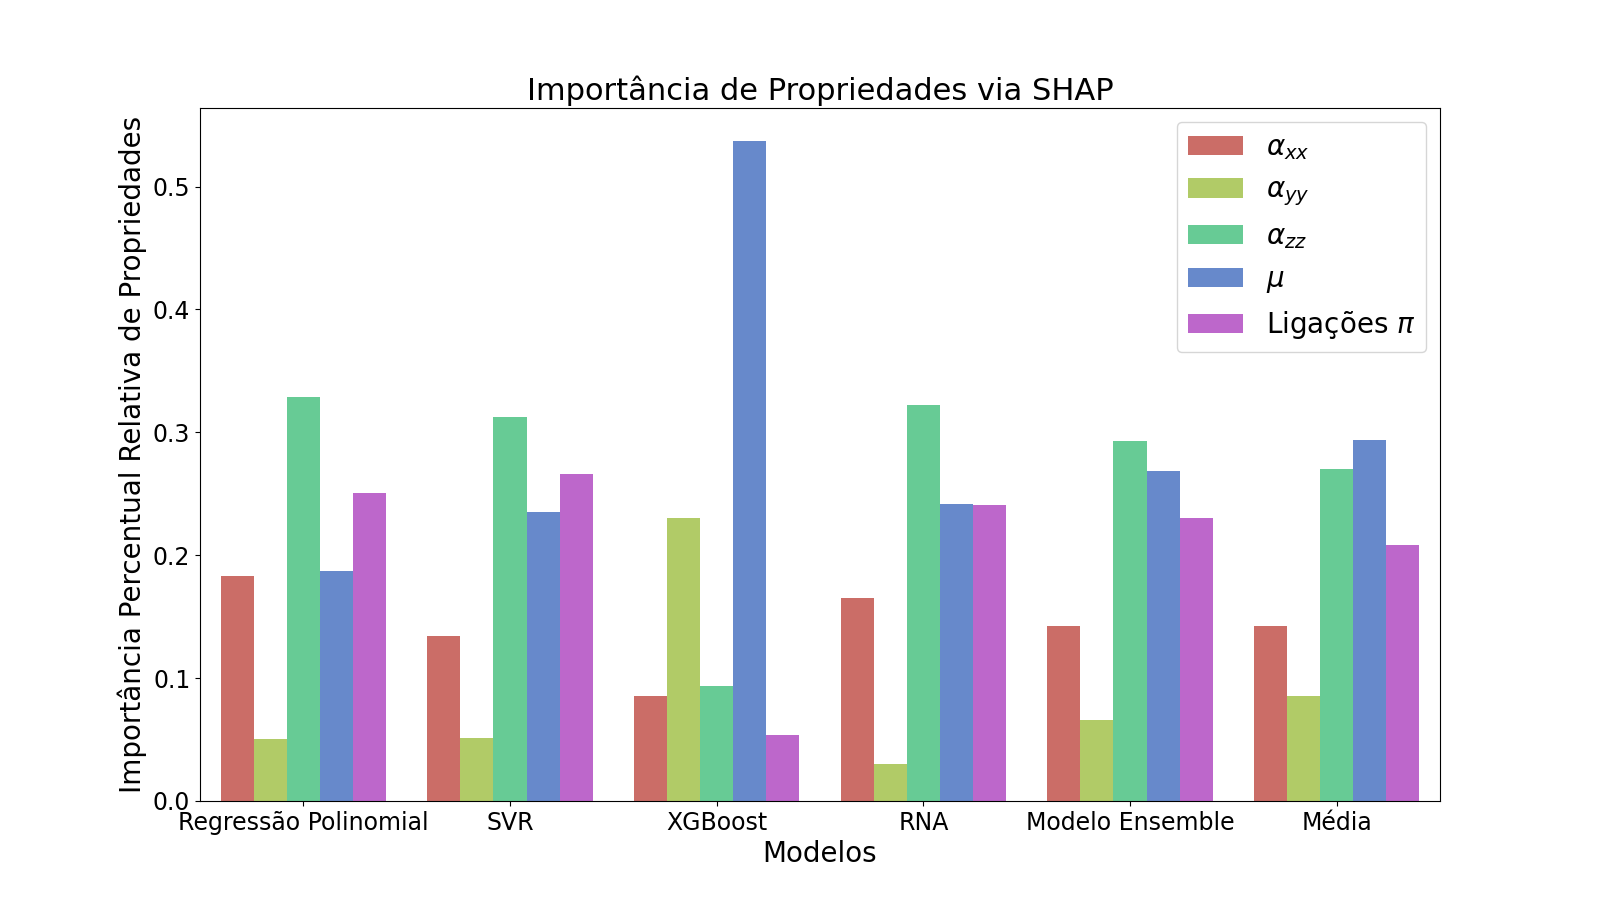 Importância de Propriedades via SHAP
Importância Percentual Relativa de Propriedades
0.5
0.4
0.3
0.2
0.1
0.0
α_xx
α_yy
α_zz
μ
Ligações π
Regressão Polinomial SVR XGBoost RNA Modelo Ensemble Média
Modelos